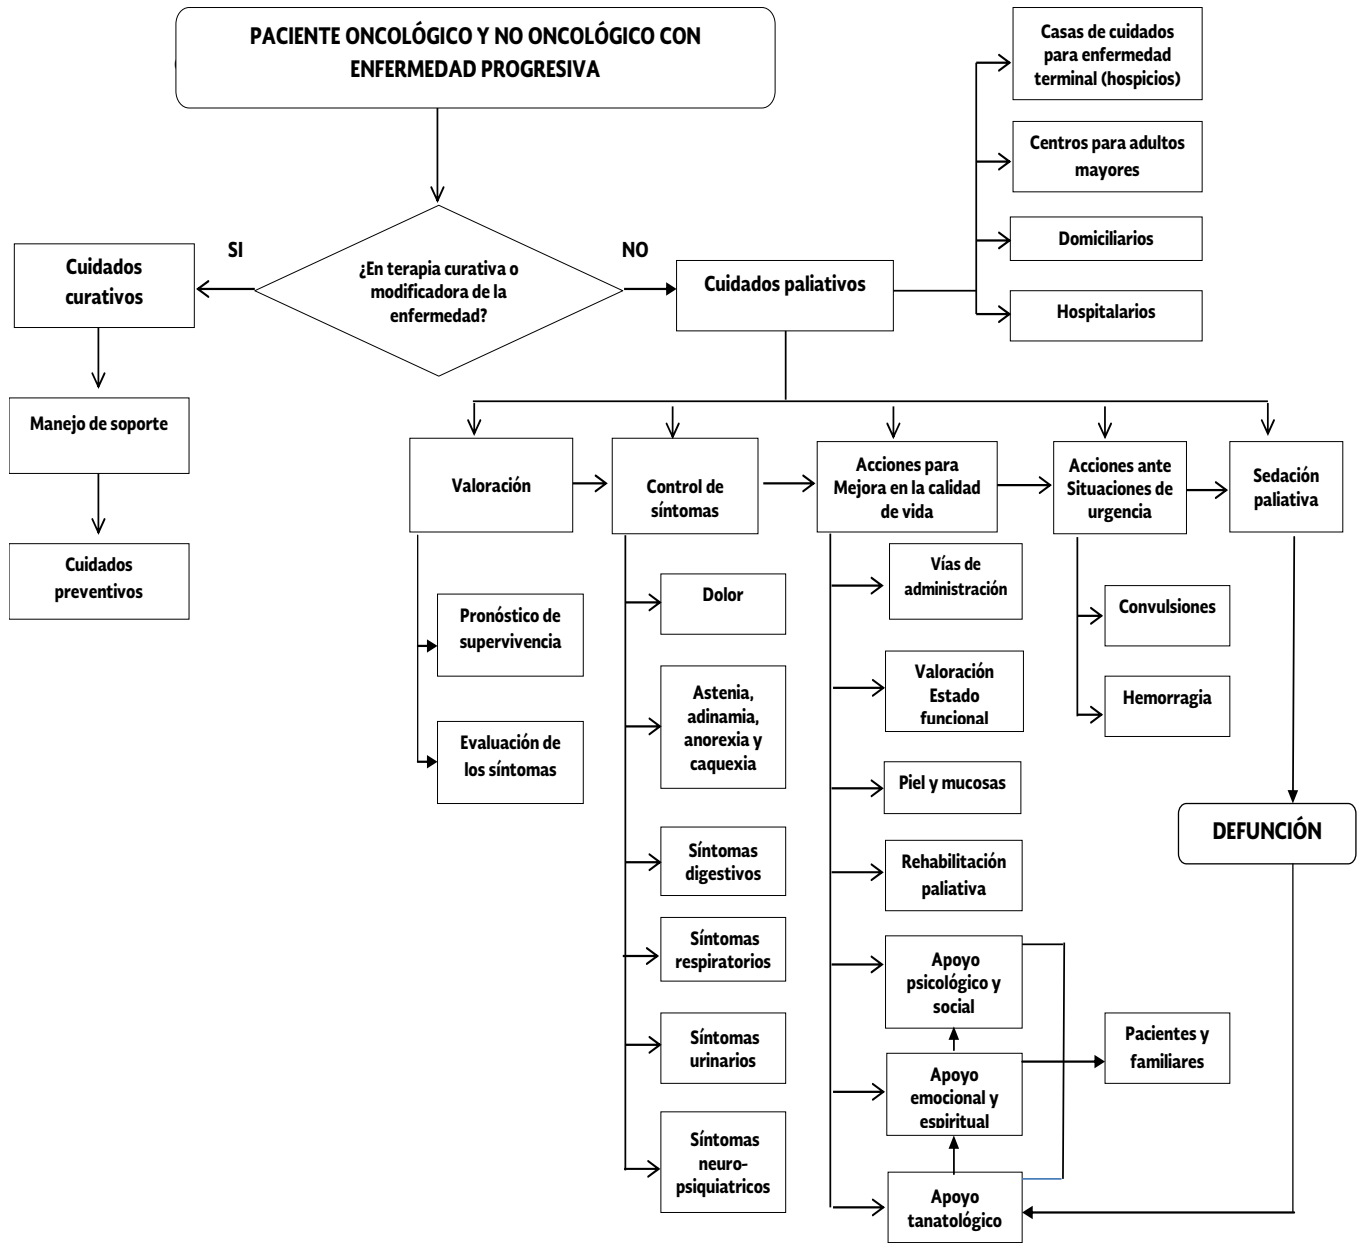 PACIENTE ONCOLÓGICO Y NO ONCOLÓGICO CON
ENFERMEDAD PROGRESIVA
Casas de cuidados
para enfermedad
terminal (hospicios)
Centros para adultos
mayores
Domiciliarios
Hospitalarios
SI
NO
¿En terapia curativa o
modificadora de la
enfermedad?
Cuidados
curativos
Cuidados paliativos
Manejo de soporte
Cuidados
preventivos
Valoración
Control de
síntomas
Acciones para
Mejora en la calidad
de vida
Acciones ante
Situaciones de
urgencia
Sedación
paliativa
Pronóstico de
supervivencia
Evaluación de
los síntomas
Dolor
Astenia,
adinamia,
anorexia y
caquexia
Síntomas
digestivos
Síntomas
respiratorios
Síntomas
urinarios
Síntomas
neuro-
psiquiatricos
Vías de
administración
Valoración
Estado
funcional
Piel y mucosas
Rehabilitación
paliativa
Apoyo
psicológico y
social
Apoyo
emocional y
espiritual
Apoyo
tanatológico
Convulsiones
Hemorragia
Pacientes y
familiares
DEFUNCIÓN